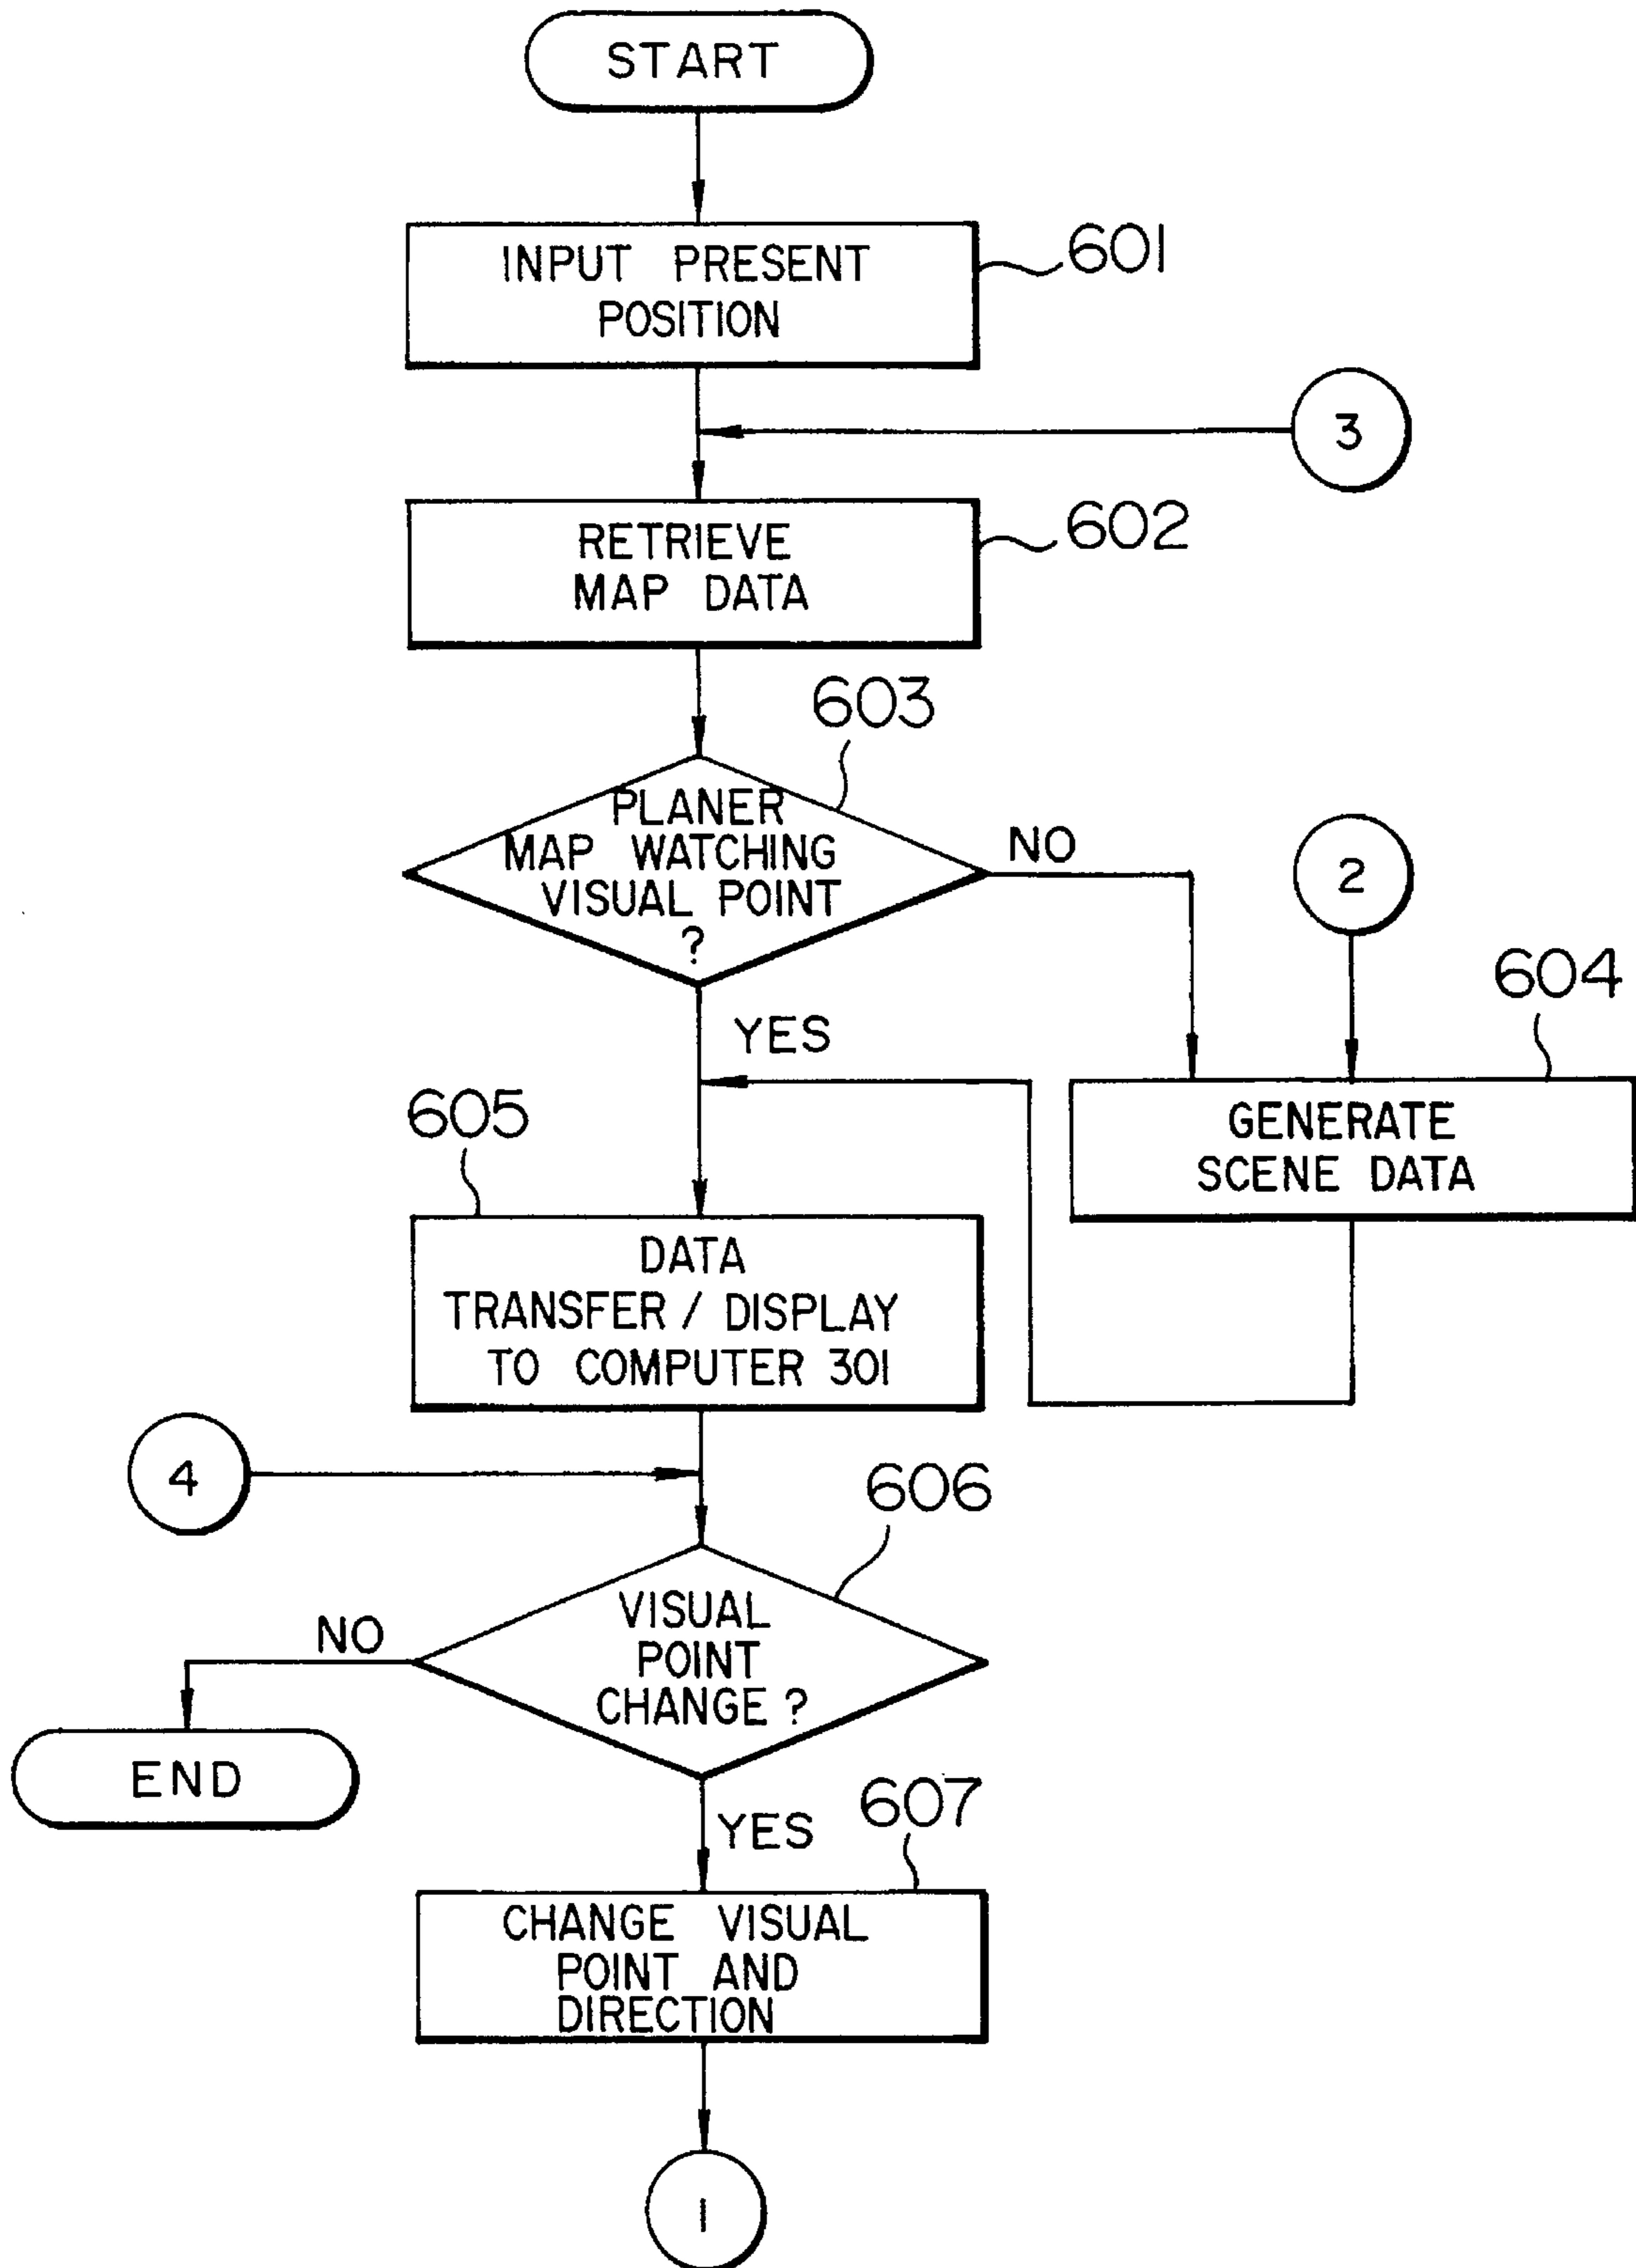 START
INPUT PRESENT
POSITION
601
3
RETRIEVE
MAP DATA
602
603
PLANER
MAP WATCHING
VISUAL POINT
?
NO
2
YES
604
GENERATE
SCENE DATA
605
DATA
TRANSFER / DISPLAY
TO COMPUTER 301
4
606
VISUAL
POINT
CHANGE ?
NO
END
YES
607
CHANGE VISUAL
POINT AND
DIRECTION
1